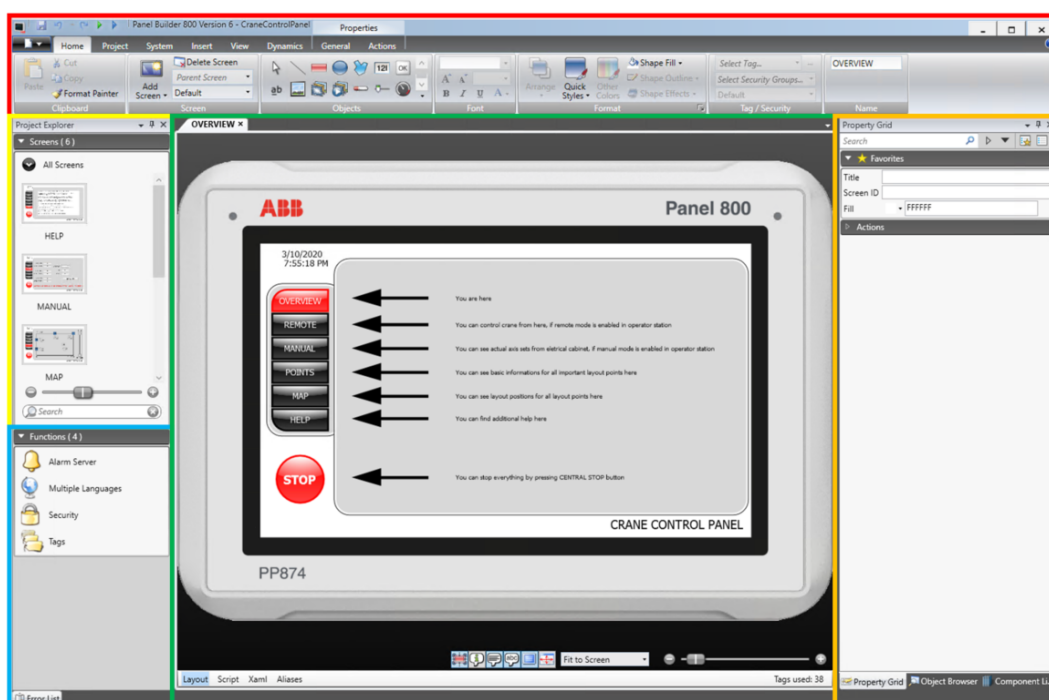 Panel Builder 800 Version 6 - CraneControlPanel
Properties
Home Project System Insert View Dynamics General Actions
Cut
Copy
Paste
Format Painter
Clipboard
Add Screen
Delete Screen
Parent Screen
Default
Screen
ab
123
OK
Objects
A A
B I U A
Font
Arrange
Quick Styles
Other Colors
Shape Fill
Shape Outline
Shape Effects
Format
Select Tag...
Select Security Groups...
Default
Tag / Security
OVERVIEW
Name
Project Explorer
Screens ( 6 )
All Screens
HELP
MANUAL
MAP
Search
Functions ( 4 )
Alarm Server
Multiple Languages
Security
Tags
Error List
OVERVIEW ×
ABB
Panel 800
3/10/2020
7:55:18 PM
OVERVIEW
You are here
REMOTE
You can control crane from here, if remote mode is enabled in operator station
MANUAL
You can see actual axis sets from eletrical cabinet, if manual mode is enabled in operator station
POINTS
You can see basic informations for all important layout points here
MAP
You can see layout positions for all layout points here
HELP
You can find additional help here
STOP
You can stop everything by pressing CENTRAL STOP button
CRANE CONTROL PANEL
PP874
Fit to Screen
Layout Script Xaml Aliases
Tags used: 38
Property Grid
Search
Favorites
Title
Screen ID
Fill
FFFFFF
Actions
Property Grid Object Browser Component Li...